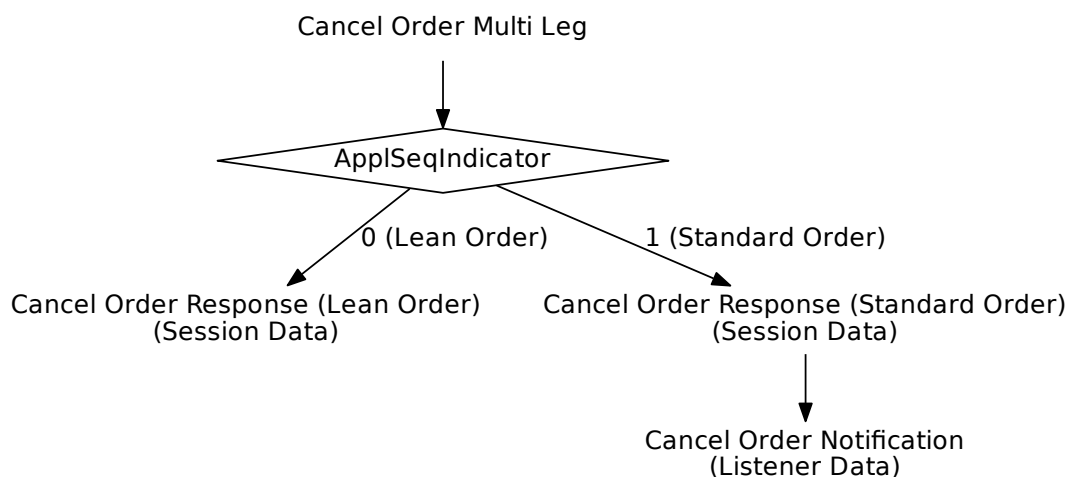 Cancel Order Multi Leg
ApplSeqIndicator
0 (Lean Order)
1 (Standard Order)
Cancel Order Response (Lean Order)
(Session Data)
Cancel Order Response (Standard Order)
(Session Data)
Cancel Order Notification
(Listener Data)